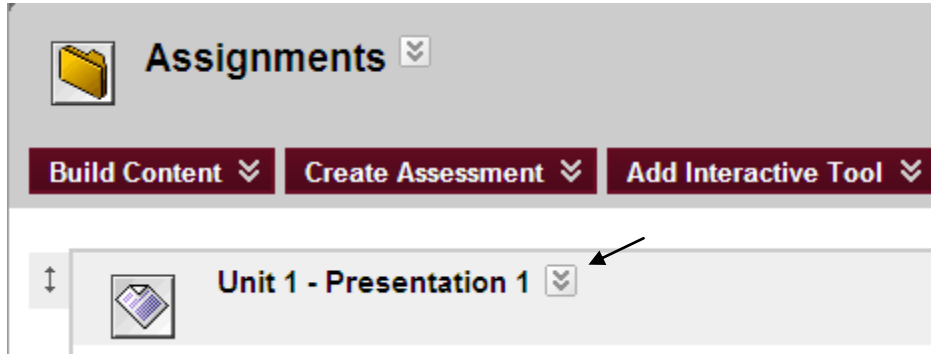 Assignments
Build Content Create Assessment Add Interactive Tool
Unit 1 - Presentation 1